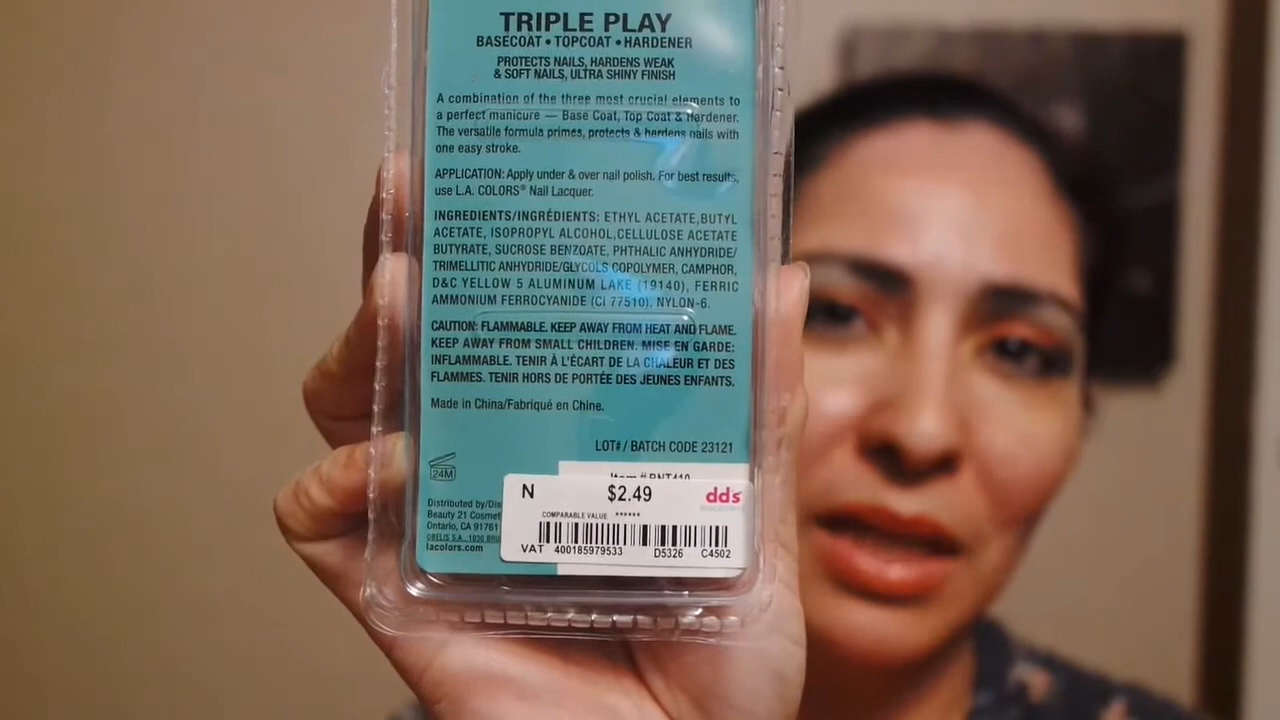 TRIPLE PLAY
BASECOAT • TOPCOAT • HARDENER
PROTECTS NAILS, HARDENS WEAK
& SOFT NAILS, ULTRA SHINY FINISH
A combination of the three most crucial elements to
a perfect manicure — Base Coat, Top Coat & Hardener.
The versatile formula primes, protects & hardens nails with
one easy stroke.
APPLICATION: Apply under & over nail polish. For best results,
use L.A. COLORS® Nail Lacquer.
INGREDIENTS/INGRÉDIENTS: ETHYL ACETATE, BUTYL
ACETATE, ISOPROPYL ALCOHOL, CELLULOSE ACETATE
BUTYRATE, SUCROSE BENZOATE, PHTHALIC ANHYDRIDE/
TRIMELLITIC ANHYDRIDE/GLYCOLS COPOLYMER, CAMPHOR,
D&C YELLOW 5 ALUMINUM LAKE (19140), FERRIC
AMMONIUM FERROCYANIDE (CI 77510), NYLON-6.
CAUTION: FLAMMABLE. KEEP AWAY FROM HEAT AND FLAME.
KEEP AWAY FROM SMALL CHILDREN. MISE EN GARDE:
INFLAMMABLE. TENIR À L'ÉCART DE LA CHALEUR ET DES
FLAMMES. TENIR HORS DE PORTÉE DES JEUNES ENFANTS.
Made in China/Fabriqué en Chine.
LOT# / BATCH CODE 23121
24M
Distributed by/Dis
Beauty 21 Cosmet
Ontario, CA 91761
OBELIS S.A., 1030 BRU
lacolors.com
N $2.49 dds
COMPARABLE VALUE ******
VAT 400185979533 D5326 C4502